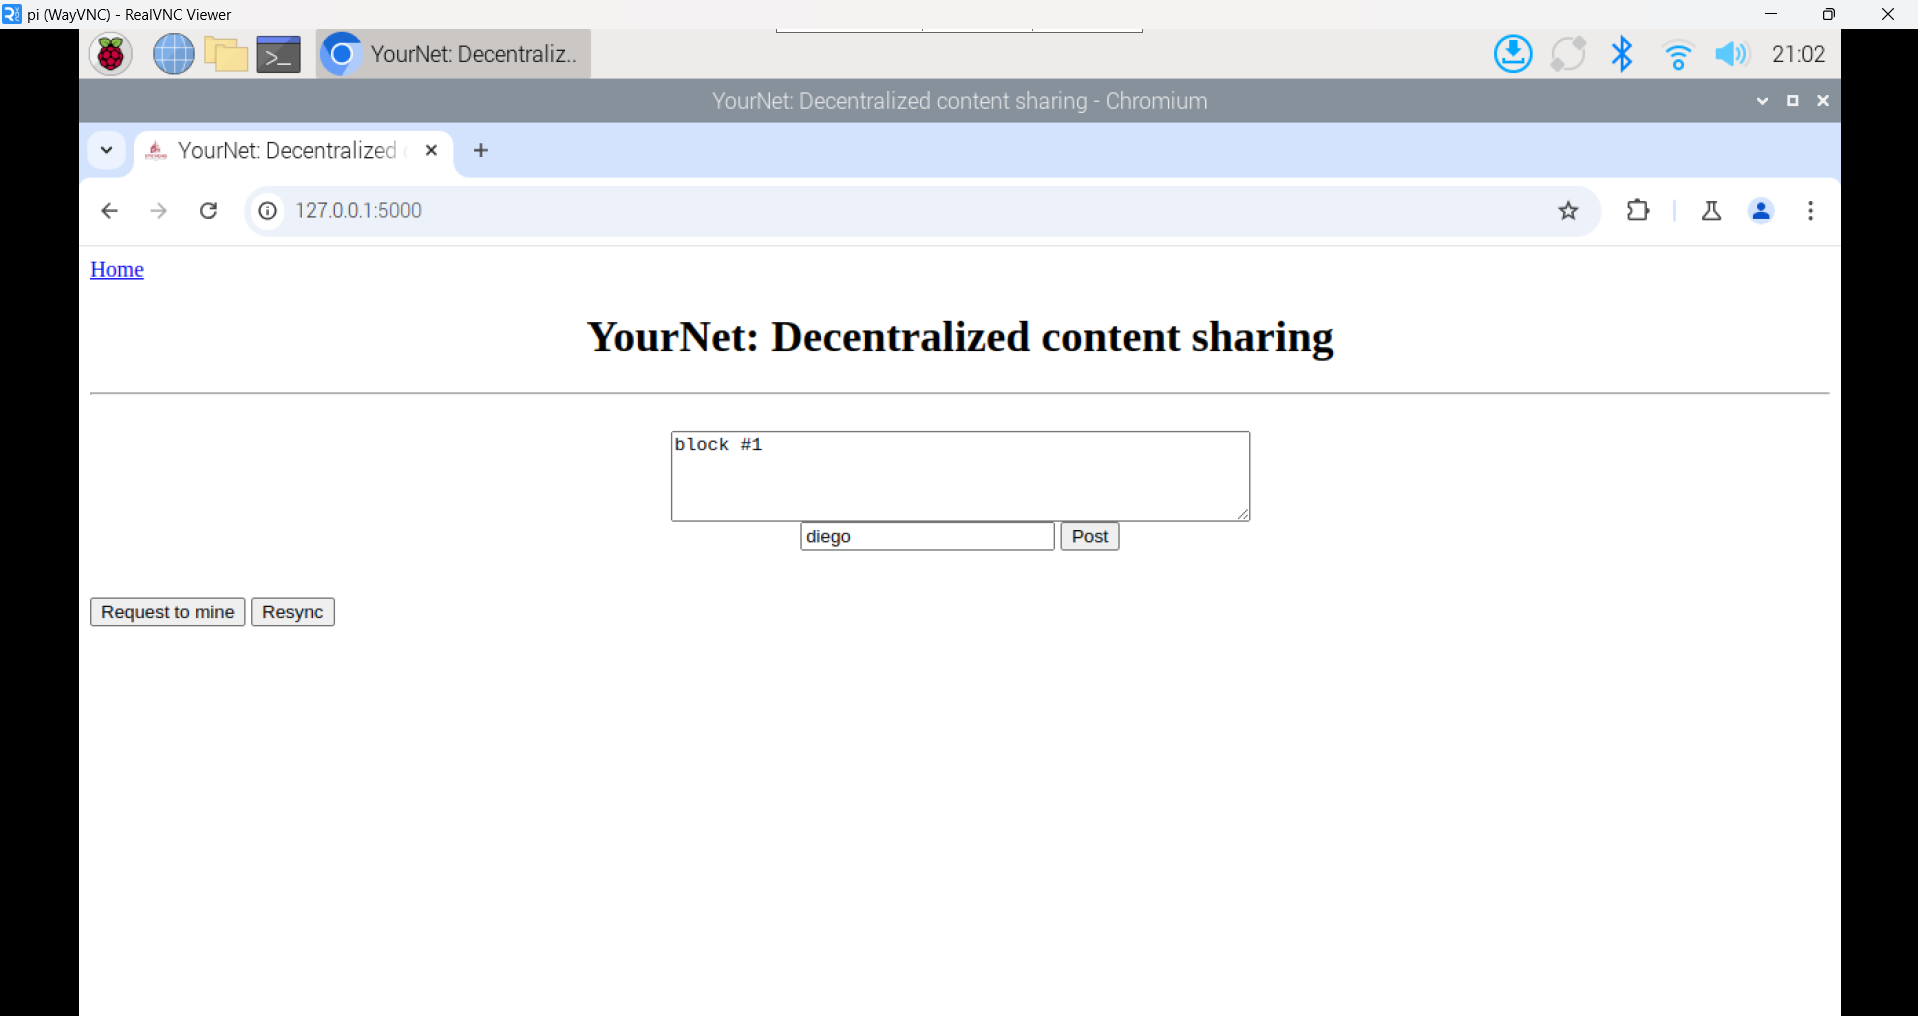 pi (WayVNC) - RealVNC Viewer
YourNet: Decentraliz..
21:02
YourNet: Decentralized content sharing - Chromium
YourNet: Decentralized
127.0.0.1:5000
Home
YourNet: Decentralized content sharing
block #1
diego
Post
Request to mine
Resync